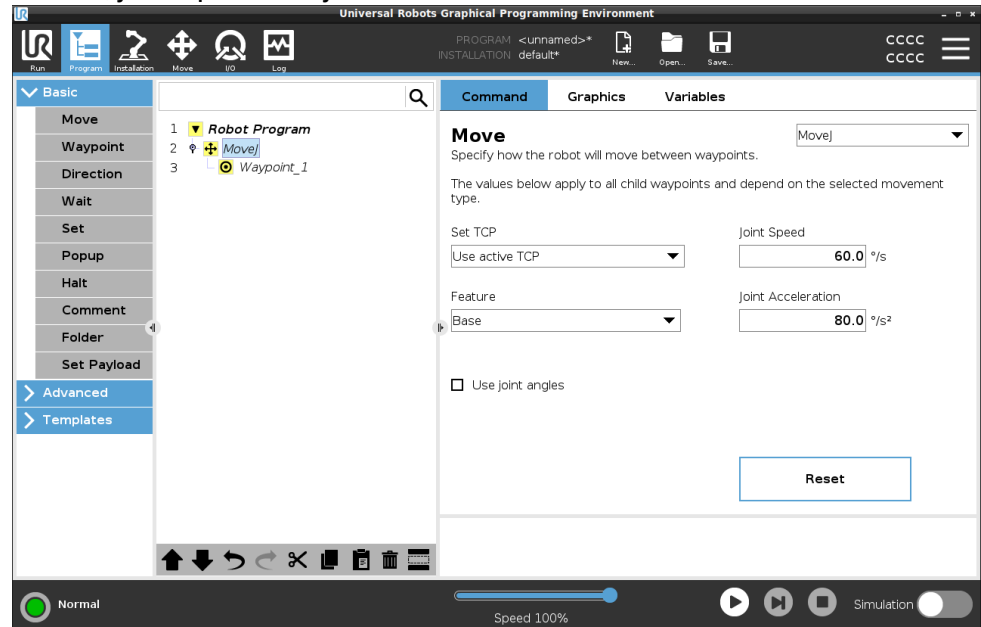 Universal Robots Graphical Programming Environment
UR
Run
Program
Installation
Move
I/O
Log
PROGRAM <unnamed>*
INSTALLATION default*
New...
Open...
Save...
CCCC
CCCC
Basic
Move
Waypoint
Direction
Wait
Set
Popup
Halt
Comment
Folder
Set Payload
Advanced
Templates
1 Robot Program
2 MoveJ
3 Waypoint_1
Command Graphics Variables
Move
MoveJ
Specify how the robot will move between waypoints.
The values below apply to all child waypoints and depend on the selected movement
type.
Set TCP
Use active TCP
Joint Speed
60.0 °/s
Feature
Base
Joint Acceleration
80.0 °/s²
Use joint angles
Reset
Normal
Speed 100%
Simulation